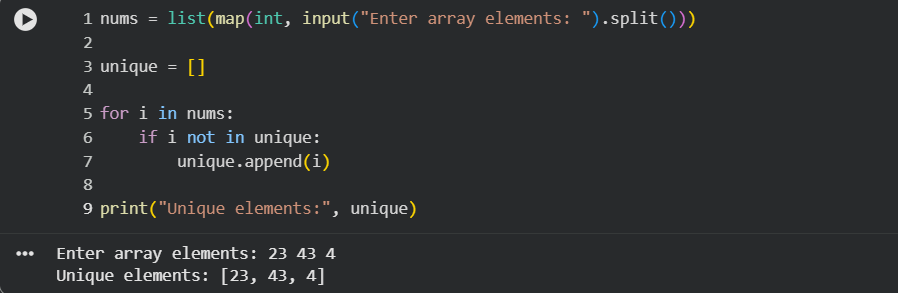 1 nums = list(map(int, input("Enter array elements: ").split()))
2
3 unique = []
4
5 for i in nums:
6     if i not in unique:
7         unique.append(i)
8
9 print("Unique elements:", unique)
Enter array elements: 23 43 4
Unique elements: [23, 43, 4]